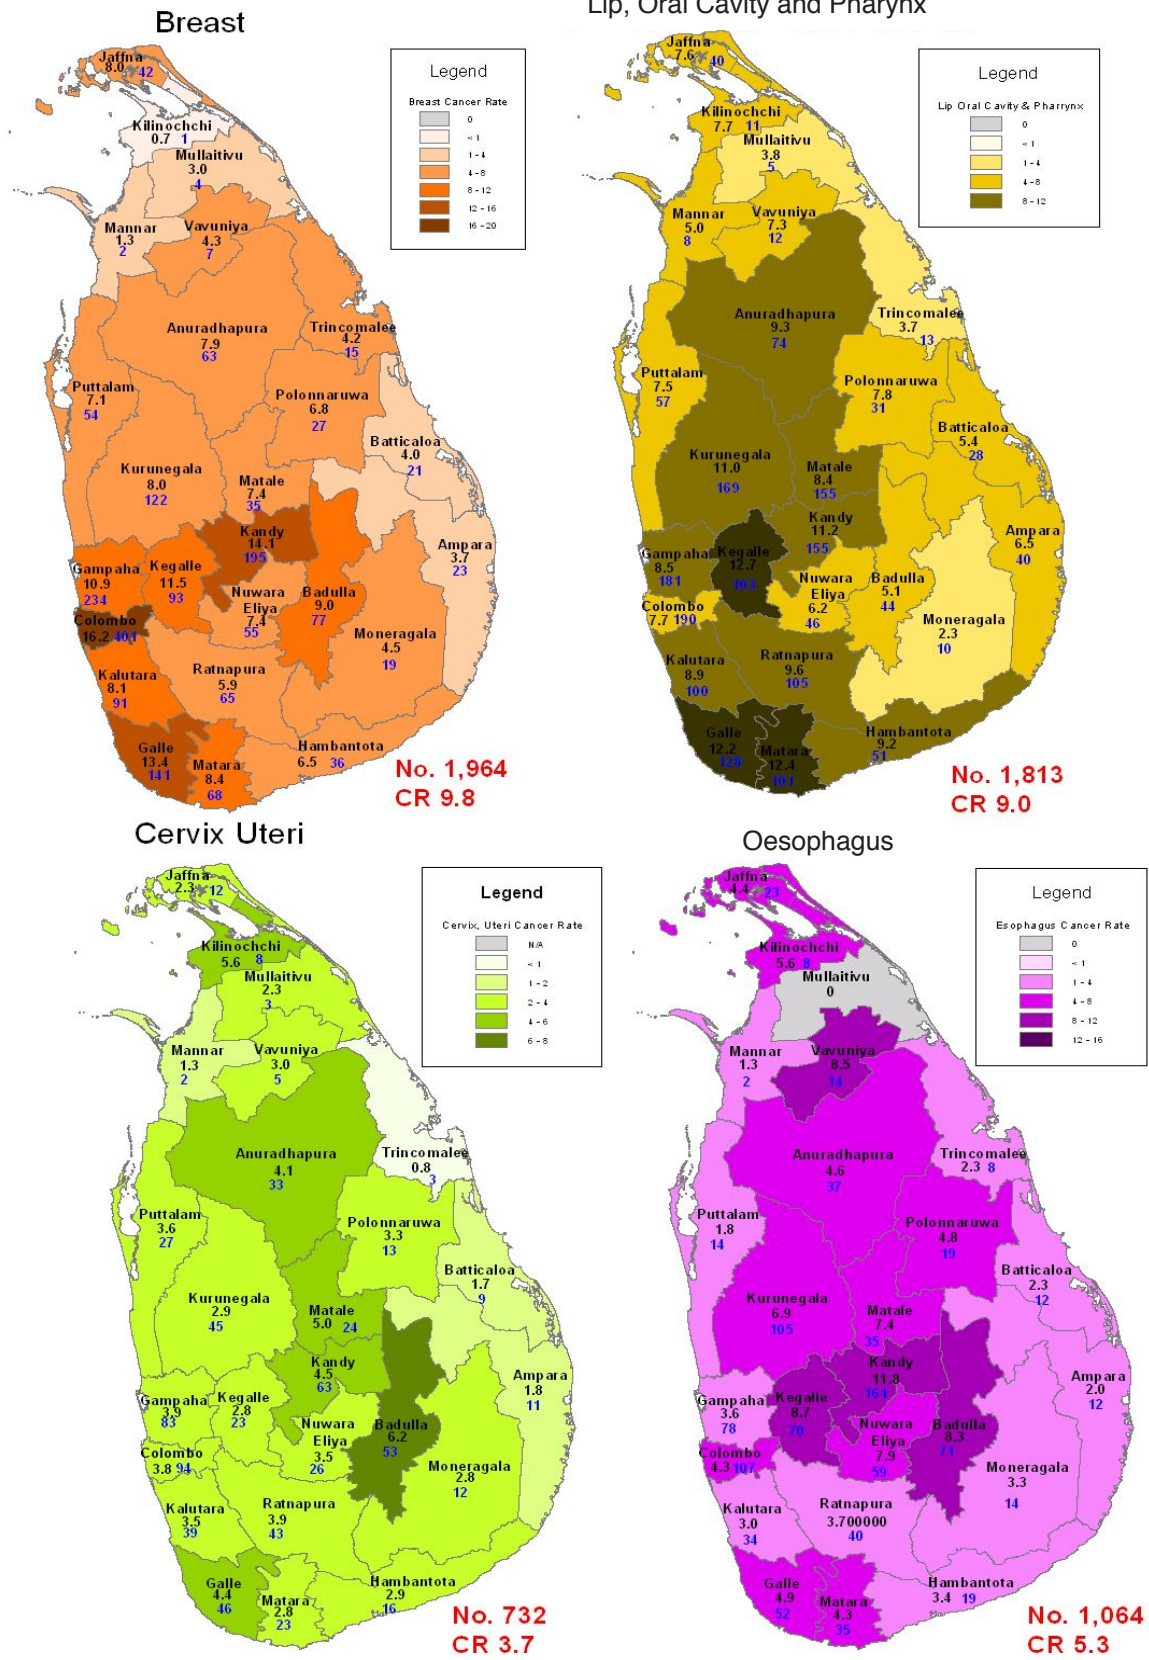 Breast
Jaffna
8.0 42
Kilinochchi
0.7 1
Mullaitivu
3.0
4
Mannar
1.3
2
Vavuniya
4.3
7
Anuradhapura
7.9
63
Trincomalee
4.2
15
Puttalam
7.1
54
Polonnaruwa
6.8
27
Batticaloa
4.0
21
Kurunegala
8.0
122
Matale
7.4
35
Kandy
14.1
195
Ampara
3.7
23
Gampaha
10.9
234
Kegalle
11.5
93
Nuwara
Eliya
7.4
55
Badulla
9.0
77
Colombo
16.2 401
Moneragala
4.5
19
Kalutara
8.1
91
Ratnapura
5.9
65
Galle
13.4
141
Matara
8.4
68
Hambantota
6.5 36
No. 1,964
CR 9.8
Legend
Breast Cancer Rate
0
< 1
1 - 4
4 - 8
8 - 12
12 - 16
16 - 20
Lip, Oral Cavity and Pharynx
Jaffna
7.6 40
Kilinochchi
7.7 11
Mullaitivu
3.8
5
Mannar
5.0
8
Vavuniya
7.3
12
Anuradhapura
9.3
74
Trincomalee
3.7
13
Puttalam
7.5
57
Polonnaruwa
7.8
31
Batticaloa
5.4
28
Kurunegala
11.0
169
Matale
8.4
155
Kandy
11.2
155
Ampara
6.5
40
Gampaha
8.5
181
Kegalle
12.7
103
Nuwara
Eliya
6.2
46
Badulla
5.1
44
Colombo
7.7 190
Moneragala
2.3
10
Kalutara
8.9
100
Ratnapura
9.6
105
Galle
12.2
128
Matara
12.4
101
Hambantota
9.2
51
No. 1,813
CR 9.0
Legend
Lip Oral Cavity & Pharrynx
0
< 1
1 - 4
4 - 8
8 - 12
Cervix Uteri
Jaffna
2.3 12
Kilinochchi
5.6 8
Mullaitivu
2.3
3
Mannar
1.3
2
Vavuniya
3.0
5
Anuradhapura
4.1
33
Trincomalee
0.8
3
Puttalam
3.6
27
Polonnaruwa
3.3
13
Batticaloa
1.7
9
Kurunegala
2.9
45
Matale
5.0 24
Kandy
4.5
63
Ampara
1.8
11
Gampaha
3.9
83
Kegalle
2.8
23
Nuwara
Eliya
3.5
26
Badulla
6.2
53
Colombo
3.8 94
Moneragala
2.8
12
Kalutara
3.5
39
Ratnapura
3.9
43
Galle
4.4
46
Matara
2.8
23
Hambantota
2.9
16
No. 732
CR 3.7
Legend
Cervix, Uteri Cancer Rate
N/A
< 1
1 - 2
2 - 4
4 - 6
6 - 8
Oesophagus
Jaffna
4.4 23
Kilinochchi
5.6 8
Mullaitivu
0
Mannar
1.3
2
Vavuniya
8.5
14
Anuradhapura
4.6
37
Trincomalee
2.3 8
Puttalam
1.8
14
Polonnaruwa
4.8
19
Batticaloa
2.3
12
Kurunegala
6.9
105
Matale
7.4
35
Kandy
11.8
164
Ampara
2.0
12
Gampaha
3.6
78
Kegalle
8.7
70
Nuwara
Eliya
7.9
59
Badulla
8.3
71
Colombo
4.3 107
Moneragala
3.3
14
Kalutara
3.0
34
Ratnapura
3.700000
40
Galle
4.9
52
Matara
4.3
35
Hambantota
3.4 19
No. 1,064
CR 5.3
Legend
Esophagus Cancer Rate
0
< 1
1 - 4
4 - 8
8 - 12
12 - 16